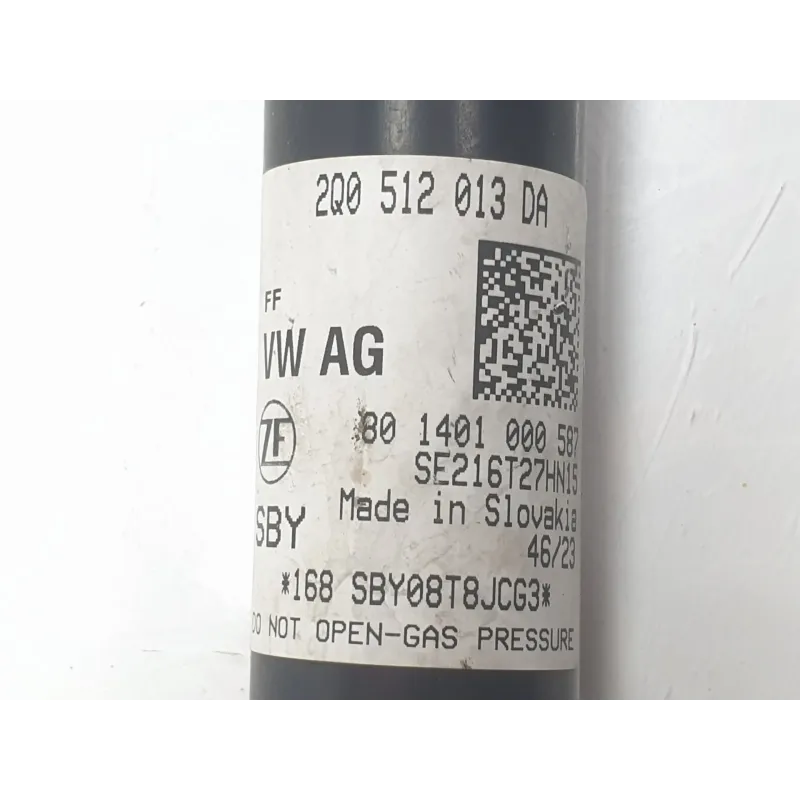 2Q0 512 013 DA
FF
VW AG
ZF
80 1401 000 587
SE216T27HN15
Made in Slovakia
SBY
46/23
*168 SBY08T8JCG3*
DO NOT OPEN-GAS PRESSURE